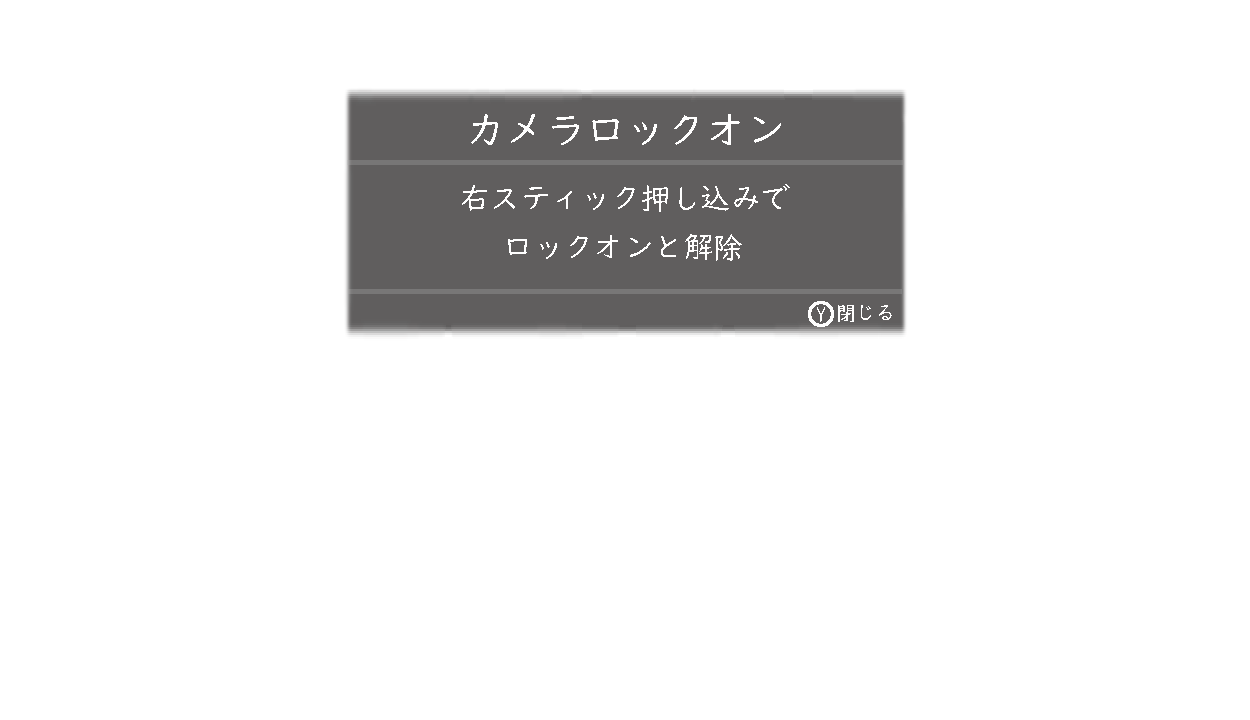 カメラロックオン
右スティック押し込みで
ロックオンと解除
Ⓨ閉じる